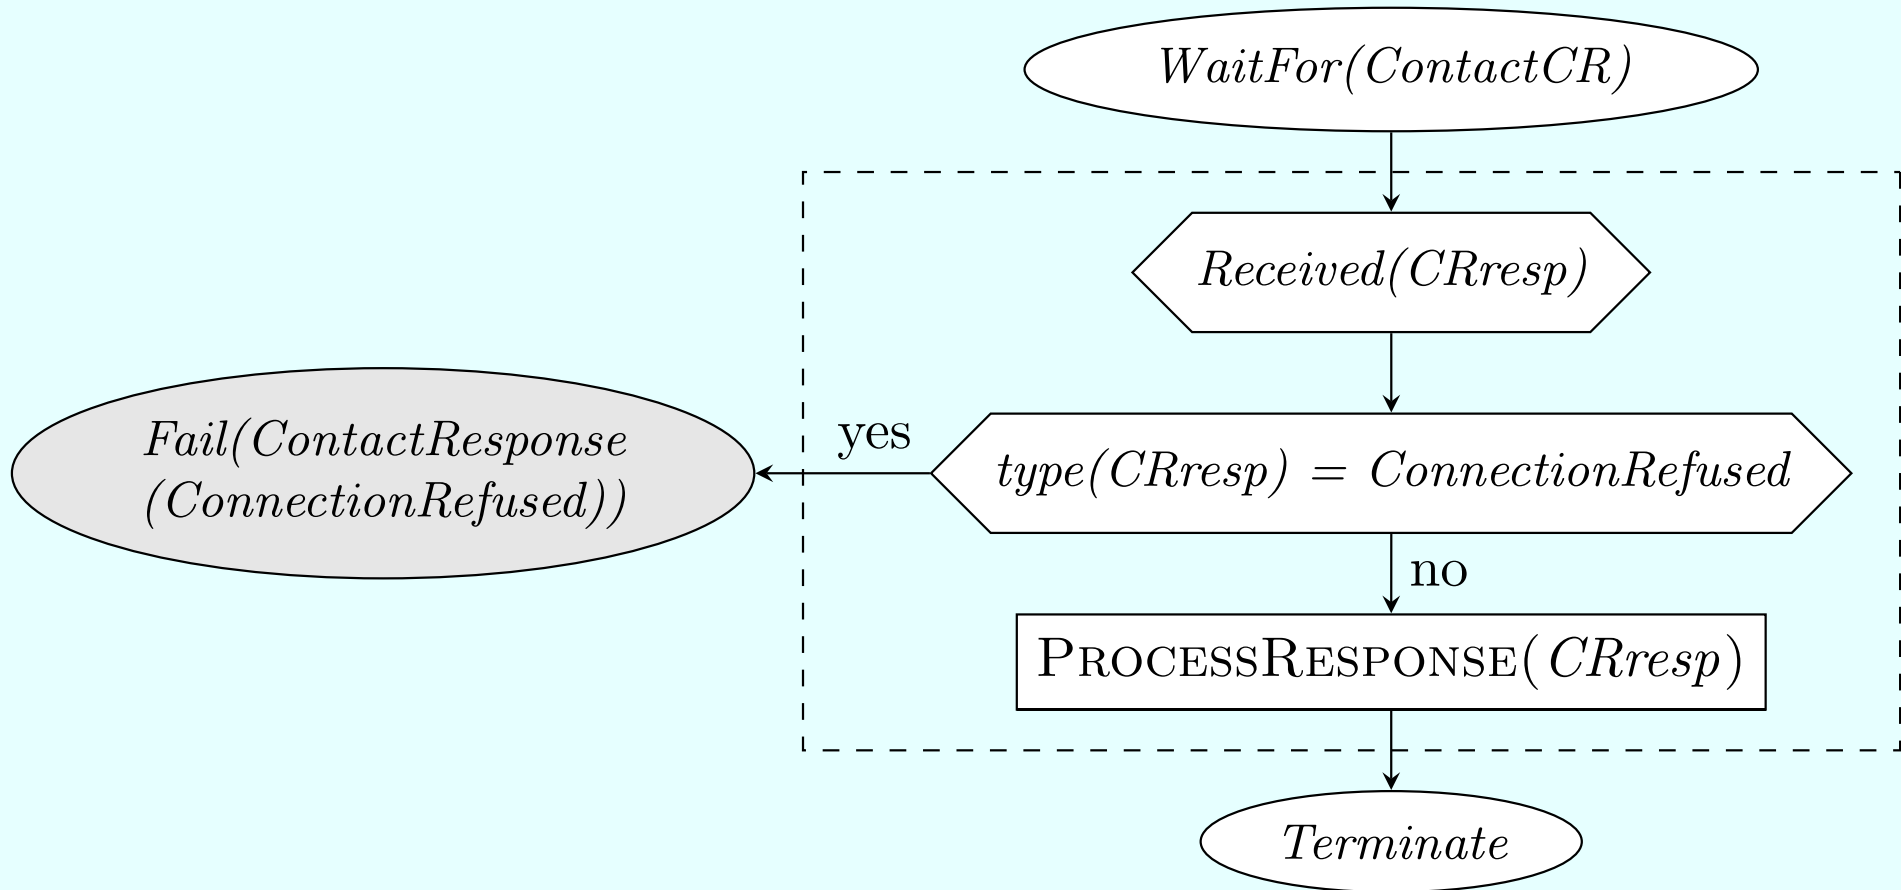 WaitFor(ContactCR)
Received(CRresp)
type(CRresp) = ConnectionRefused
yes
Fail(ContactResponse
(ConnectionRefused))
no
PROCESSRESPONSE(CRresp)
Terminate